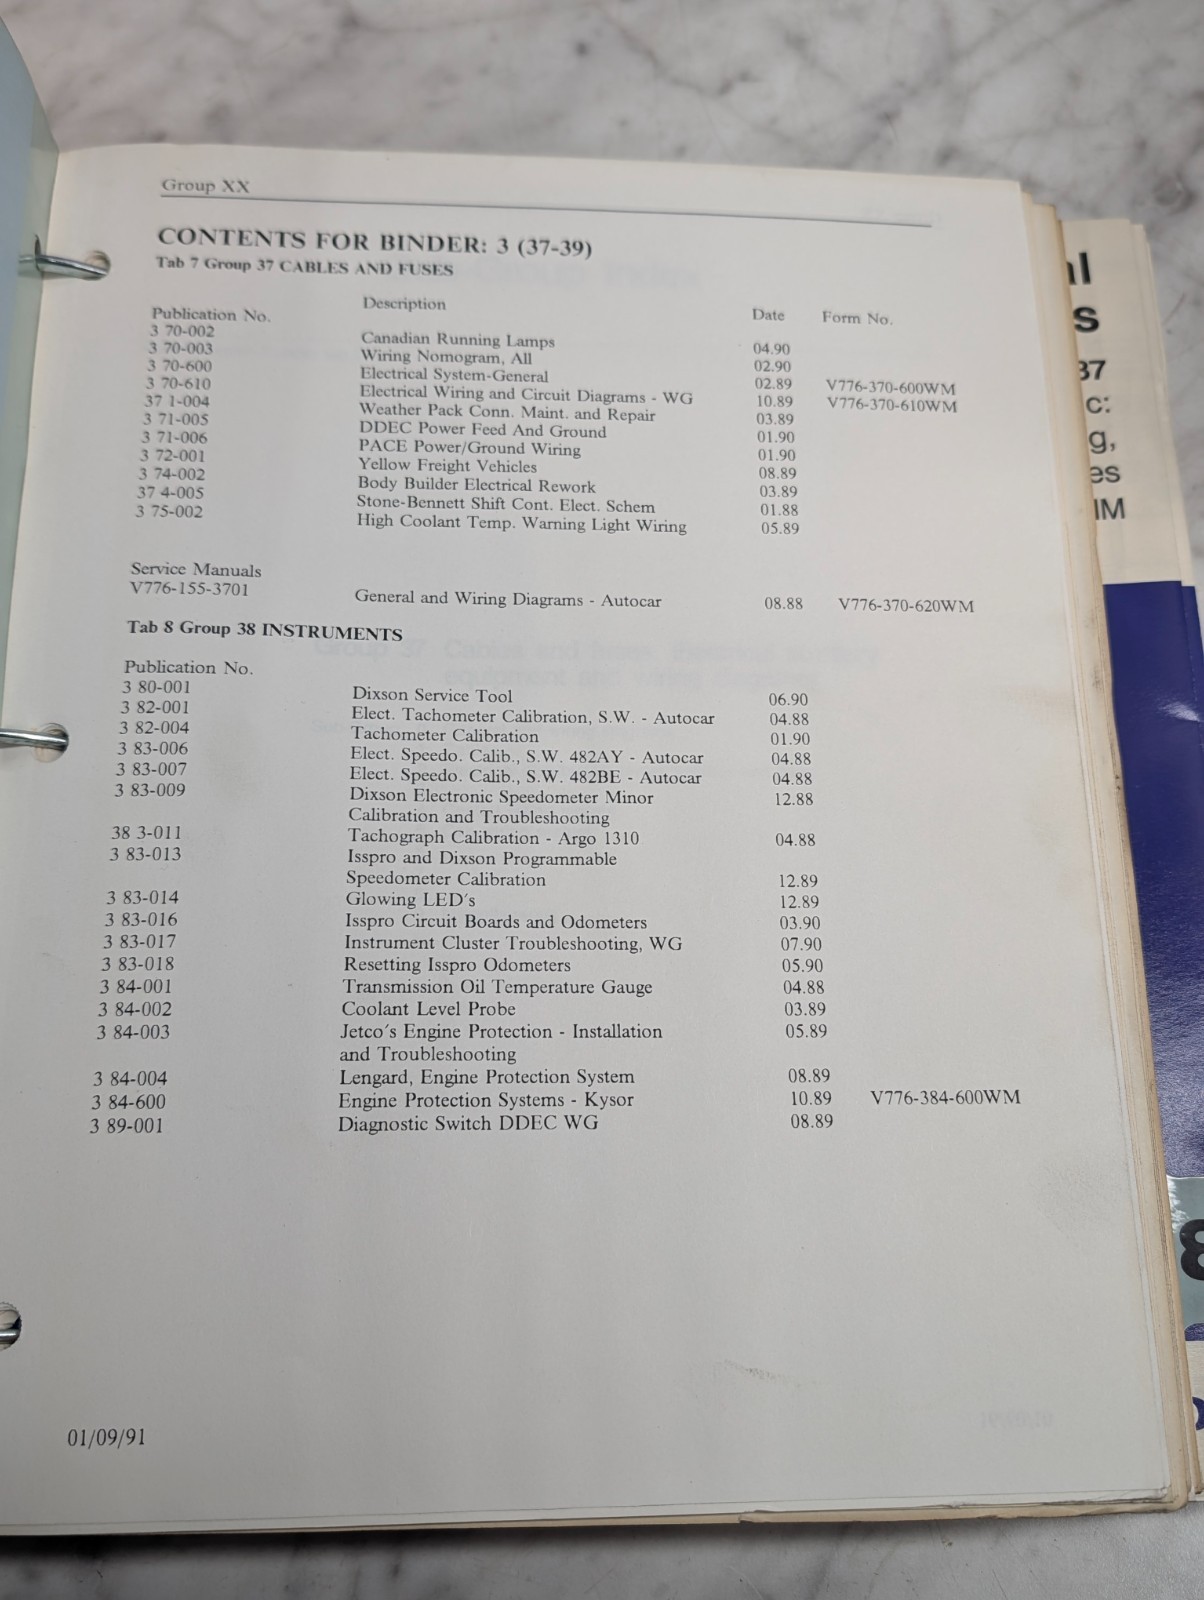 Group XX
CONTENTS FOR BINDER: 3 (37-39)
Tab 7 Group 37 CABLES AND FUSES
Publication No. Description Date Form No.
3 70-002 Canadian Running Lamps 04.90
3 70-003 Wiring Nomogram, All 02.90
3 70-600 Electrical System-General 02.89 V776-370-600WM
3 70-610 Electrical Wiring and Circuit Diagrams - WG 10.89 V776-370-610WM
37 1-004 Weather Pack Conn. Maint. and Repair 03.89
3 71-005 DDEC Power Feed And Ground 01.90
3 71-006 PACE Power/Ground Wiring 01.90
3 72-001 Yellow Freight Vehicles 08.89
3 74-002 Body Builder Electrical Rework 03.89
37 4-005 Stone-Bennett Shift Cont. Elect. Schem 01.88
3 75-002 High Coolant Temp. Warning Light Wiring 05.89
Service Manuals
V776-155-3701 General and Wiring Diagrams - Autocar 08.88 V776-370-620WM
Tab 8 Group 38 INSTRUMENTS
Publication No.
3 80-001 Dixson Service Tool 06.90
3 82-001 Elect. Tachometer Calibration, S.W. - Autocar 04.88
3 82-004 Tachometer Calibration 01.90
3 83-006 Elect. Speedo. Calib., S.W. 482AY - Autocar 04.88
3 83-007 Elect. Speedo. Calib., S.W. 482BE - Autocar 04.88
3 83-009 Dixson Electronic Speedometer Minor 12.88
Calibration and Troubleshooting
38 3-011 Tachograph Calibration - Argo 1310 04.88
3 83-013 Isspro and Dixson Programmable
Speedometer Calibration 12.89
3 83-014 Glowing LED's 12.89
3 83-016 Isspro Circuit Boards and Odometers 03.90
3 83-017 Instrument Cluster Troubleshooting, WG 07.90
3 83-018 Resetting Isspro Odometers 05.90
3 84-001 Transmission Oil Temperature Gauge 04.88
3 84-002 Coolant Level Probe 03.89
3 84-003 Jetco's Engine Protection - Installation 05.89
and Troubleshooting
3 84-004 Lengard, Engine Protection System 08.89
3 84-600 Engine Protection Systems - Kysor 10.89 V776-384-600WM
3 89-001 Diagnostic Switch DDEC WG 08.89
01/09/91